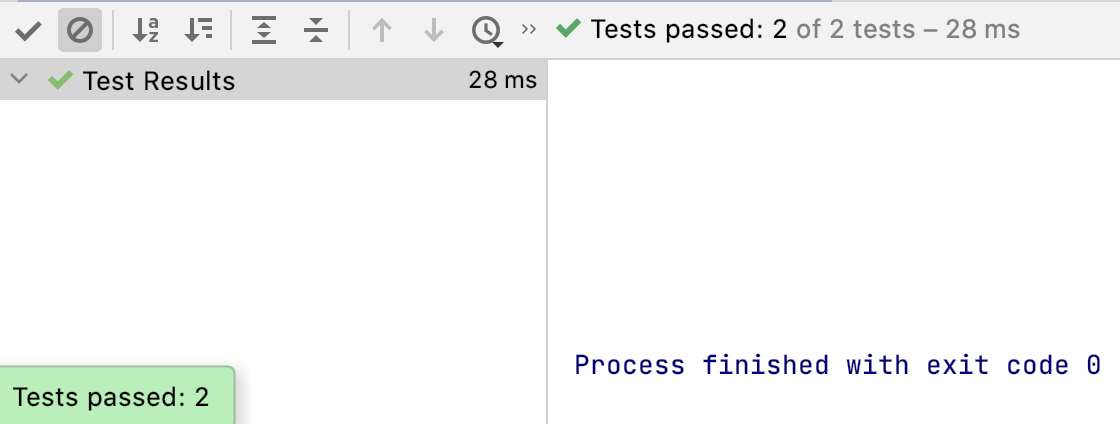 Tests passed: 2 of 2 tests – 28 ms
Test Results 28 ms
Process finished with exit code 0
Tests passed: 2